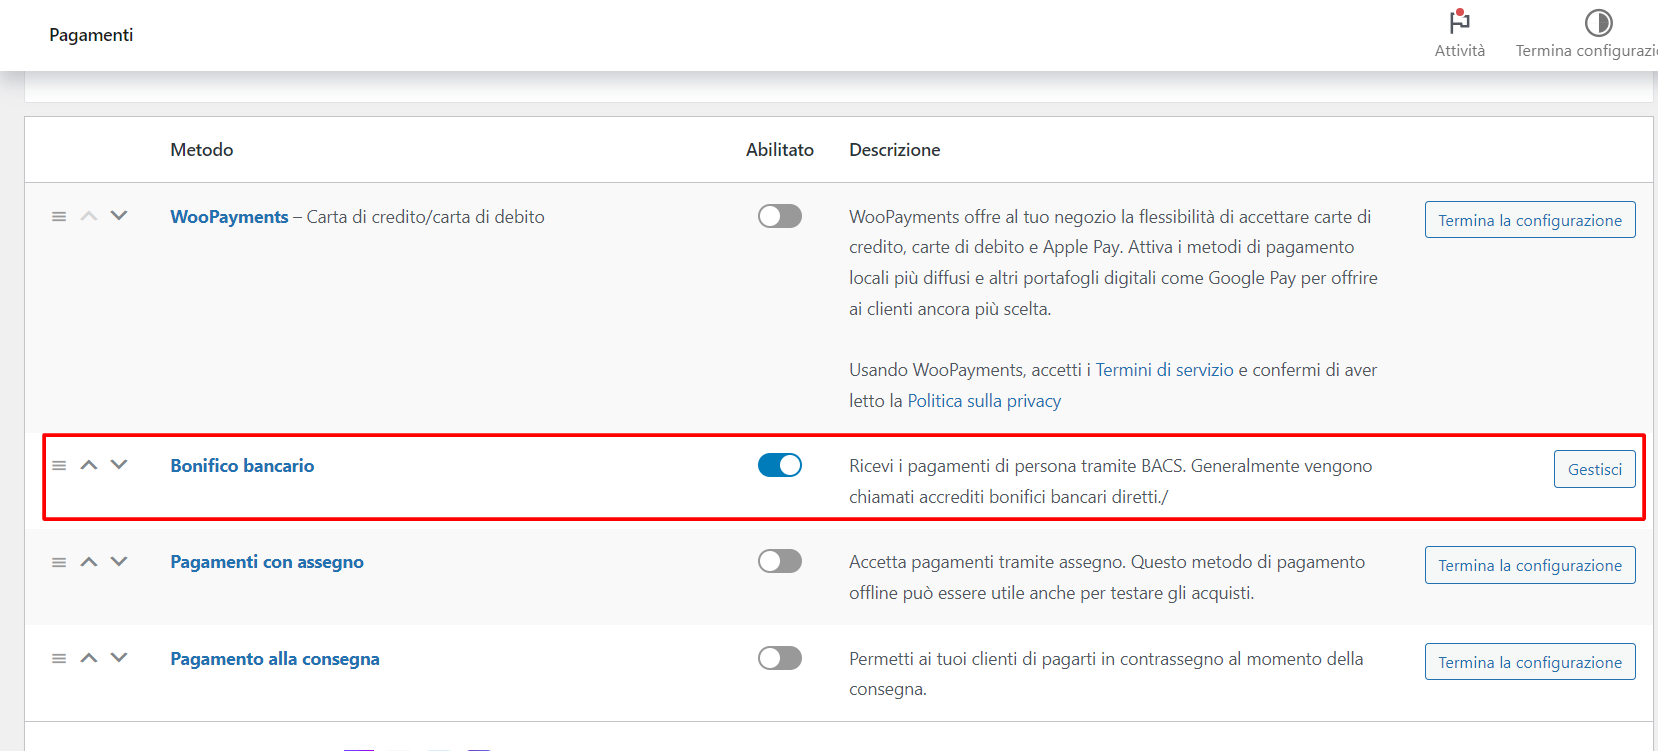 Pagamenti
Attività
Termina configurazi
Metodo Abilitato Descrizione
WooPayments – Carta di credito/carta di debito
WooPayments offre al tuo negozio la flessibilità di accettare carte di
credito, carte di debito e Apple Pay. Attiva i metodi di pagamento
locali più diffusi e altri portafogli digitali come Google Pay per offrire
ai clienti ancora più scelta.
Usando WooPayments, accetti i Termini di servizio e confermi di aver
letto la Politica sulla privacy
Termina la configurazione
Bonifico bancario
Ricevi i pagamenti di persona tramite BACS. Generalmente vengono
chiamati accrediti bonifici bancari diretti./
Gestisci
Pagamenti con assegno
Accetta pagamenti tramite assegno. Questo metodo di pagamento
offline può essere utile anche per testare gli acquisti.
Termina la configurazione
Pagamento alla consegna
Permetti ai tuoi clienti di pagarti in contrassegno al momento della
consegna.
Termina la configurazione